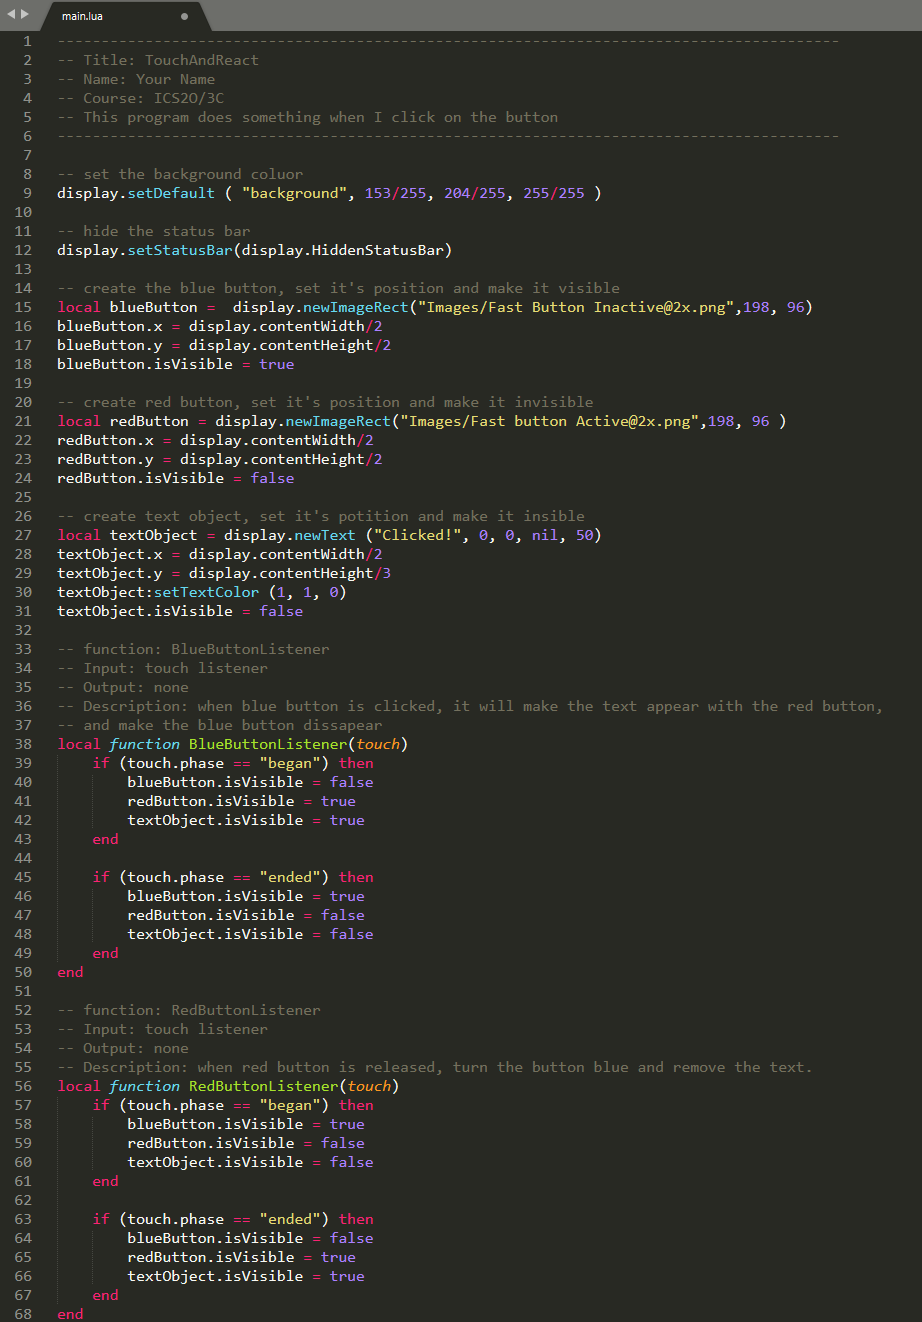 main.lua
1 -----------------------------------------------------------------------------------------
2 -- Title: TouchAndReact
3 -- Name: Your Name
4 -- Course: ICS2O/3C
5 -- This program does something when I click on the button
6 -----------------------------------------------------------------------------------------
7
8 -- set the background coluor
9 display.setDefault ( "background", 153/255, 204/255, 255/255 )
10
11 -- hide the status bar
12 display.setStatusBar(display.HiddenStatusBar)
13
14 -- create the blue button, set it's position and make it visible
15 local blueButton =  display.newImageRect("Images/Fast Button Inactive@2x.png",198, 96)
16 blueButton.x = display.contentWidth/2
17 blueButton.y = display.contentHeight/2
18 blueButton.isVisible = true
19
20 -- create red button, set it's position and make it invisible
21 local redButton = display.newImageRect("Images/Fast button Active@2x.png",198, 96 )
22 redButton.x = display.contentWidth/2
23 redButton.y = display.contentHeight/2
24 redButton.isVisible = false
25
26 -- create text object, set it's potition and make it insible
27 local textObject = display.newText ("Clicked!", 0, 0, nil, 50)
28 textObject.x = display.contentWidth/2
29 textObject.y = display.contentHeight/3
30 textObject:setTextColor (1, 1, 0)
31 textObject.isVisible = false
32
33 -- function: BlueButtonListener
34 -- Input: touch listener
35 -- Output: none
36 -- Description: when blue button is clicked, it will make the text appear with the red button,
37 -- and make the blue button dissapear
38 local function BlueButtonListener(touch)
39     if (touch.phase == "began") then
40         blueButton.isVisible = false
41         redButton.isVisible = true
42         textObject.isVisible = true
43     end
44
45     if (touch.phase == "ended") then
46         blueButton.isVisible = true
47         redButton.isVisible = false
48         textObject.isVisible = false
49     end
50 end
51
52 -- function: RedButtonListener
53 -- Input: touch listener
54 -- Output: none
55 -- Description: when red button is released, turn the button blue and remove the text.
56 local function RedButtonListener(touch)
57     if (touch.phase == "began") then
58         blueButton.isVisible = true
59         redButton.isVisible = false
60         textObject.isVisible = false
61     end
62
63     if (touch.phase == "ended") then
64         blueButton.isVisible = false
65         redButton.isVisible = true
66         textObject.isVisible = true
67     end
68 end